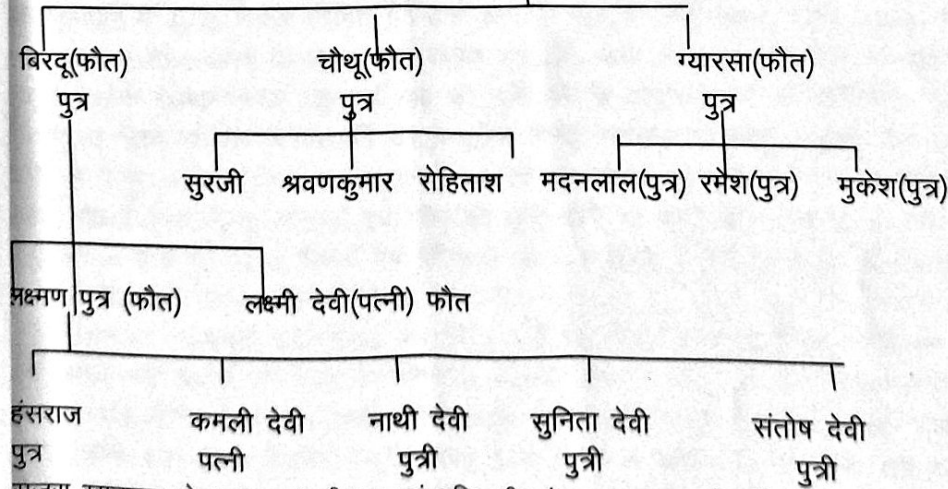 बिरदू(फौत) चौथू(फौत) ग्यारसा(फौत)
पुत्र पुत्र पुत्र
सुरजी श्रवणकुमार रोहिताश मदनलाल(पुत्र) रमेश(पुत्र) मुकेश(पुत्र)
लक्ष्मण पुत्र (फौत) लक्ष्मी देवी(पत्नी) फौत
हंसराज कमली देवी नाथी देवी सुनिता देवी संतोष देवी
पुत्र पत्नी पुत्री पुत्री पुत्री